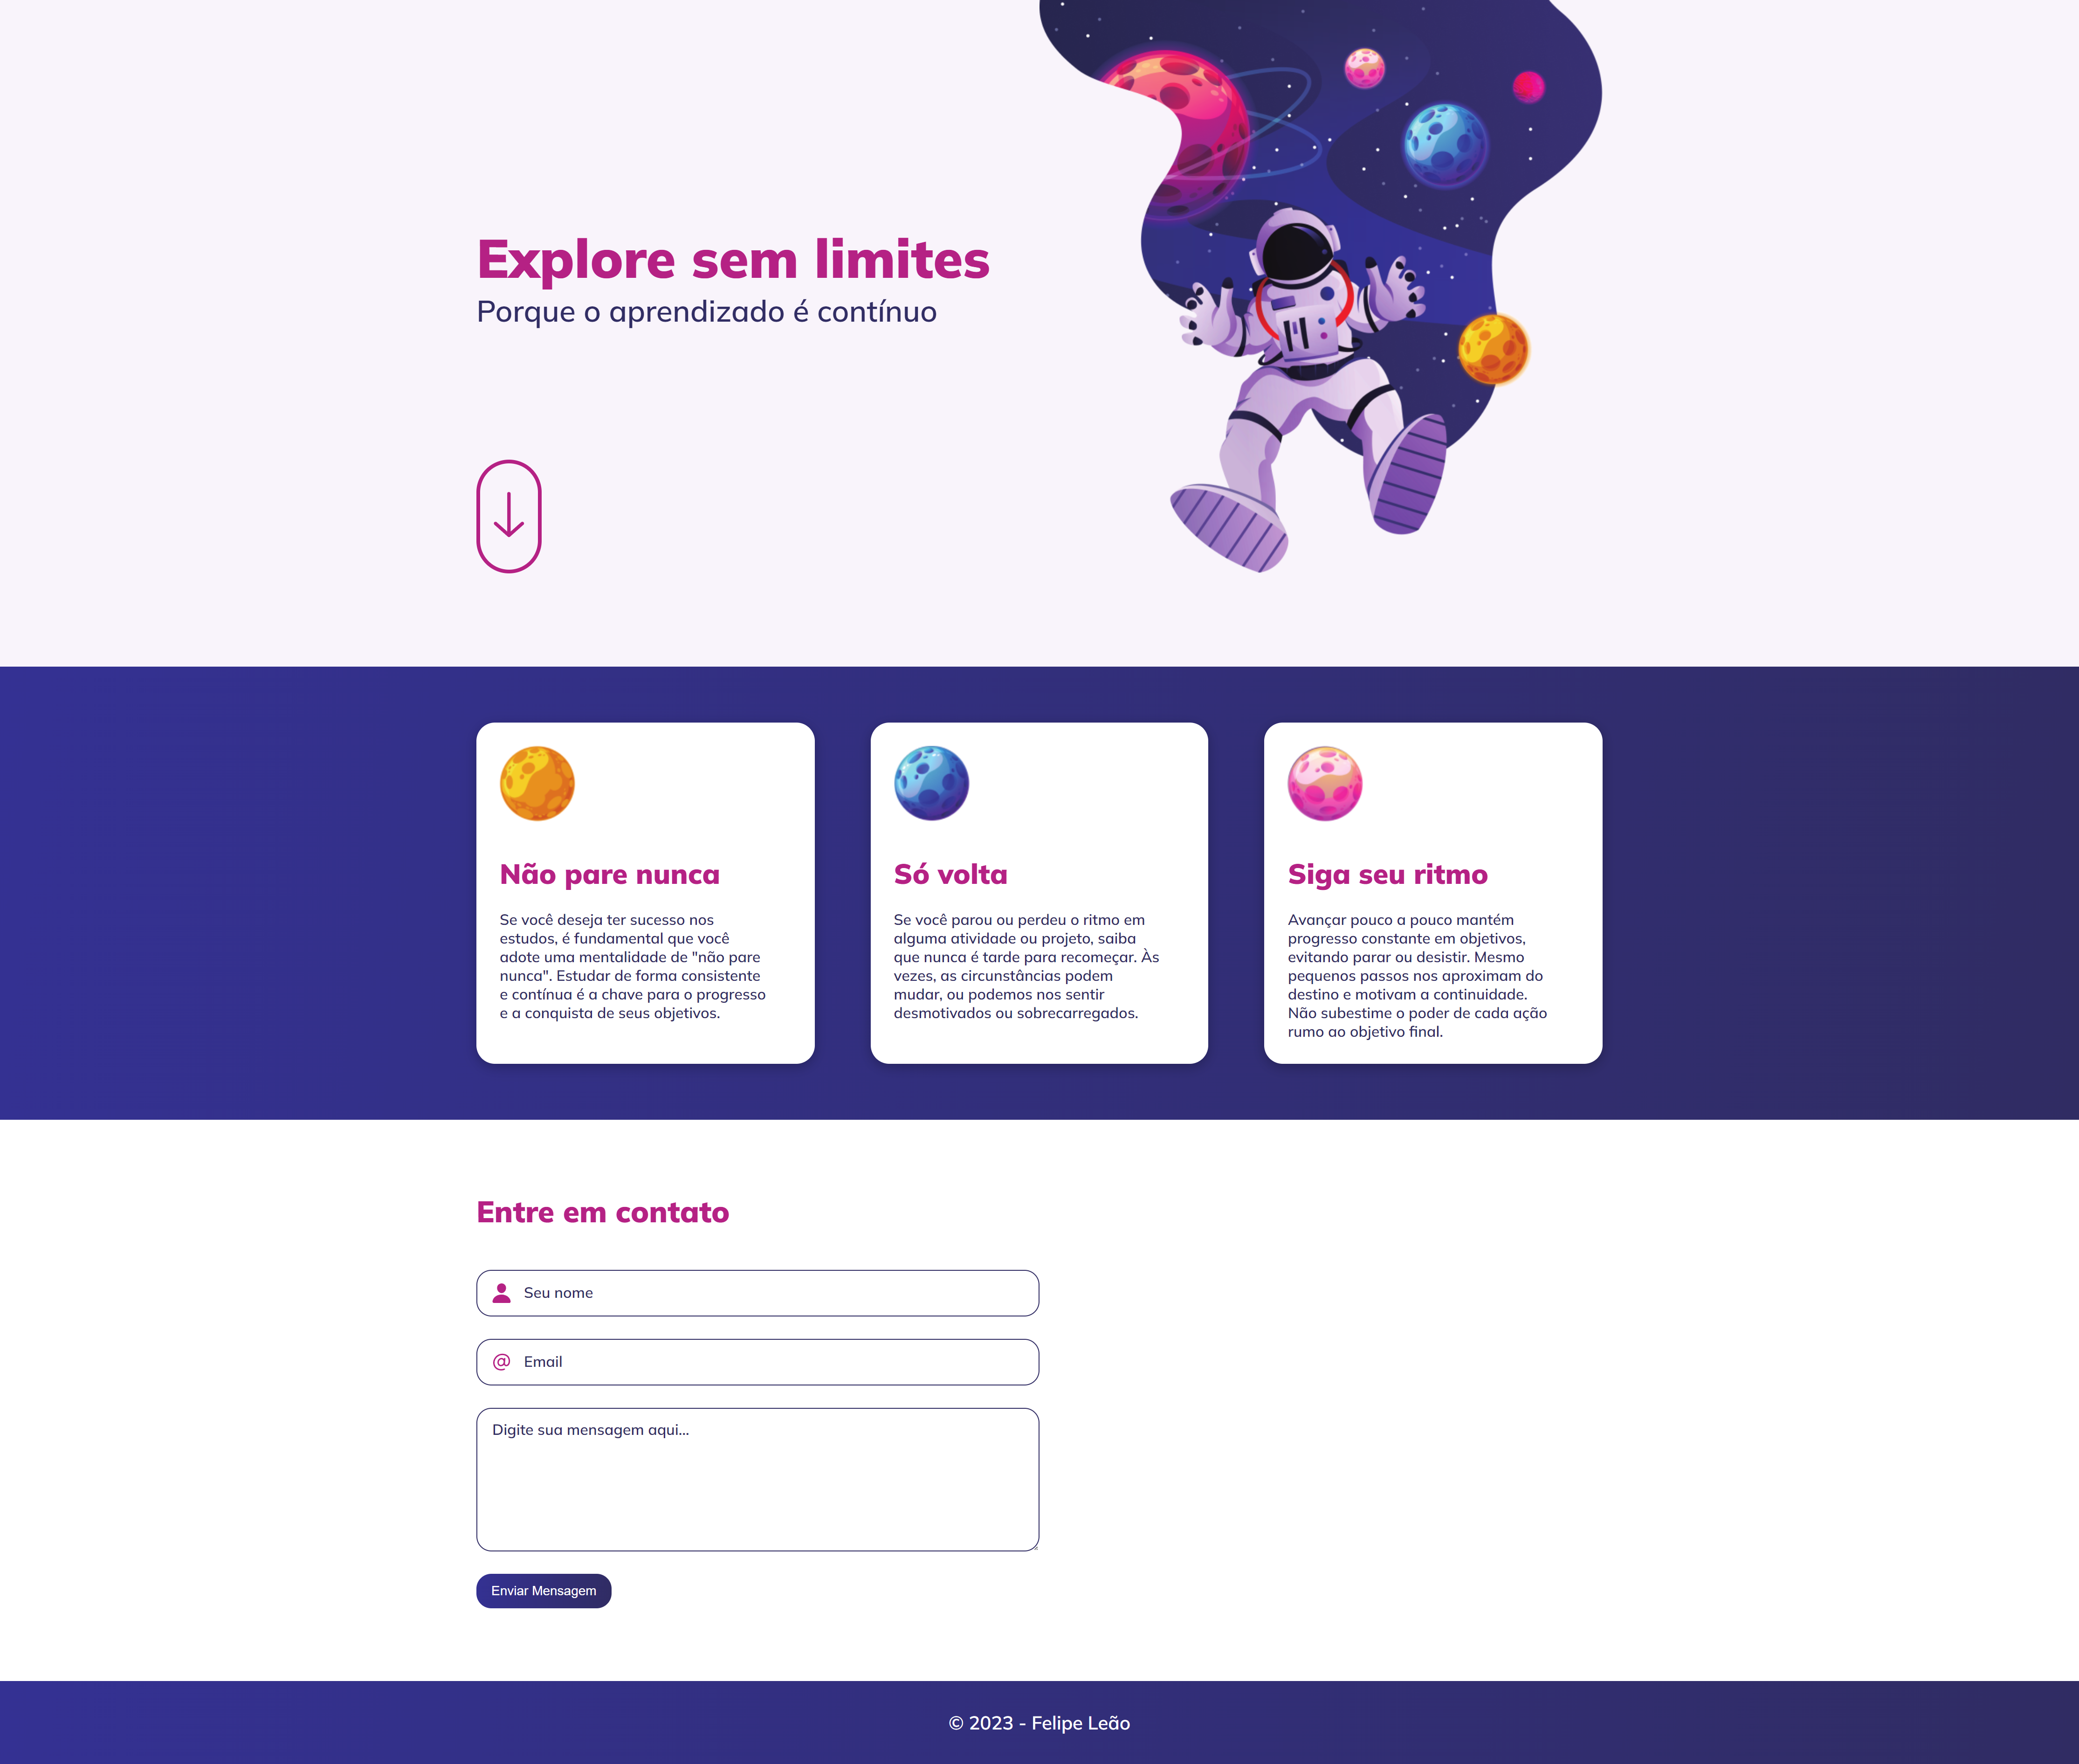 Explore sem limites
Porque o aprendizado é contínuo
Não pare nunca
Se você deseja ter sucesso nos
estudos, é fundamental que você
adote uma mentalidade de "não pare
nunca". Estudar de forma consistente
e contínua é a chave para o progresso
e a conquista de seus objetivos.
Só volta
Se você parou ou perdeu o ritmo em
alguma atividade ou projeto, saiba
que nunca é tarde para recomeçar. Às
vezes, as circunstâncias podem
mudar, ou podemos nos sentir
desmotivados ou sobrecarregados.
Siga seu ritmo
Avançar pouco a pouco mantém
progresso constante em objetivos,
evitando parar ou desistir. Mesmo
pequenos passos nos aproximam do
destino e motivam a continuidade.
Não subestime o poder de cada ação
rumo ao objetivo final.
Entre em contato
Seu nome
@ Email
Digite sua mensagem aqui...
Enviar Mensagem
© 2023 - Felipe Leão